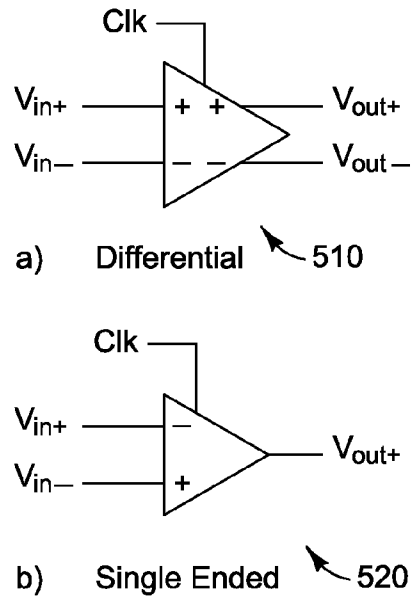 Clk
Vin+ + + Vout+
Vin− − − Vout−
a) Differential 510
Clk
Vin+ −
Vout+
Vin− +
b) Single Ended 520